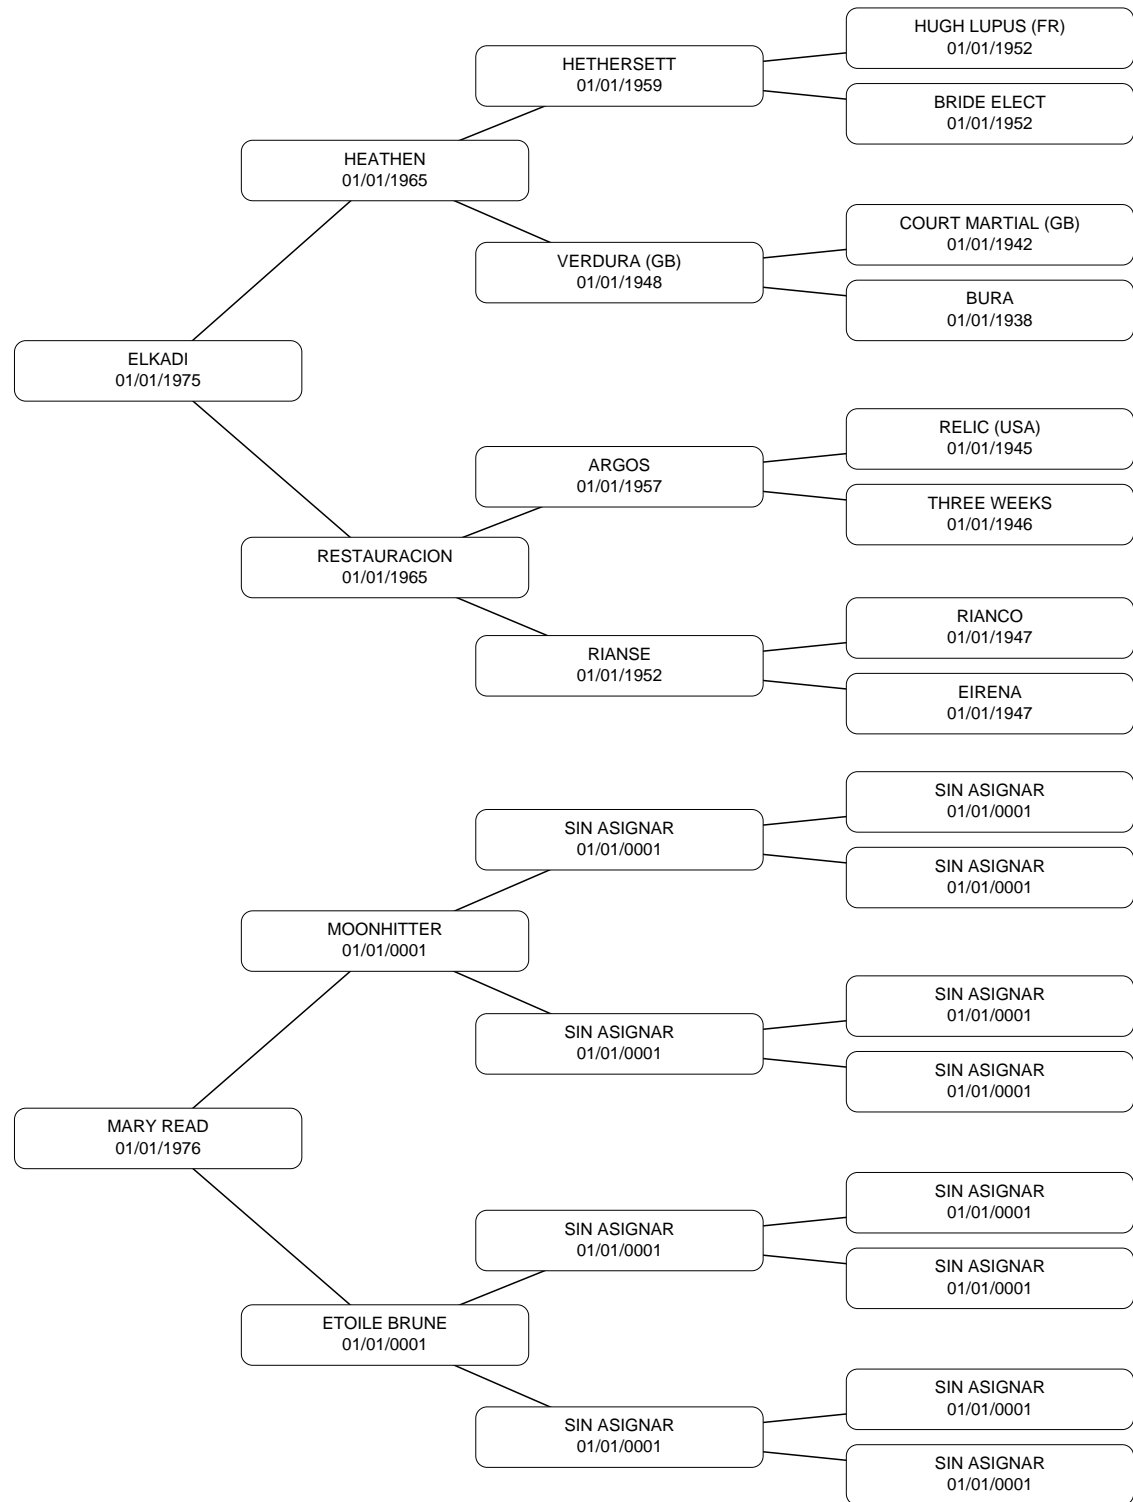 HUGH LUPUS (FR)
01/01/1952
HETHERSETT
01/01/1959
BRIDE ELECT
01/01/1952
HEATHEN
01/01/1965
COURT MARTIAL (GB)
01/01/1942
VERDURA (GB)
01/01/1948
BURA
01/01/1938
ELKADI
01/01/1975
RELIC (USA)
01/01/1945
ARGOS
01/01/1957
THREE WEEKS
01/01/1946
RESTAURACION
01/01/1965
RIANCO
01/01/1947
RIANSE
01/01/1952
EIRENA
01/01/1947
SIN ASIGNAR
01/01/0001
SIN ASIGNAR
01/01/0001
SIN ASIGNAR
01/01/0001
MOONHITTER
01/01/0001
SIN ASIGNAR
01/01/0001
SIN ASIGNAR
01/01/0001
SIN ASIGNAR
01/01/0001
MARY READ
01/01/1976
SIN ASIGNAR
01/01/0001
SIN ASIGNAR
01/01/0001
SIN ASIGNAR
01/01/0001
ETOILE BRUNE
01/01/0001
SIN ASIGNAR
01/01/0001
SIN ASIGNAR
01/01/0001
SIN ASIGNAR
01/01/0001